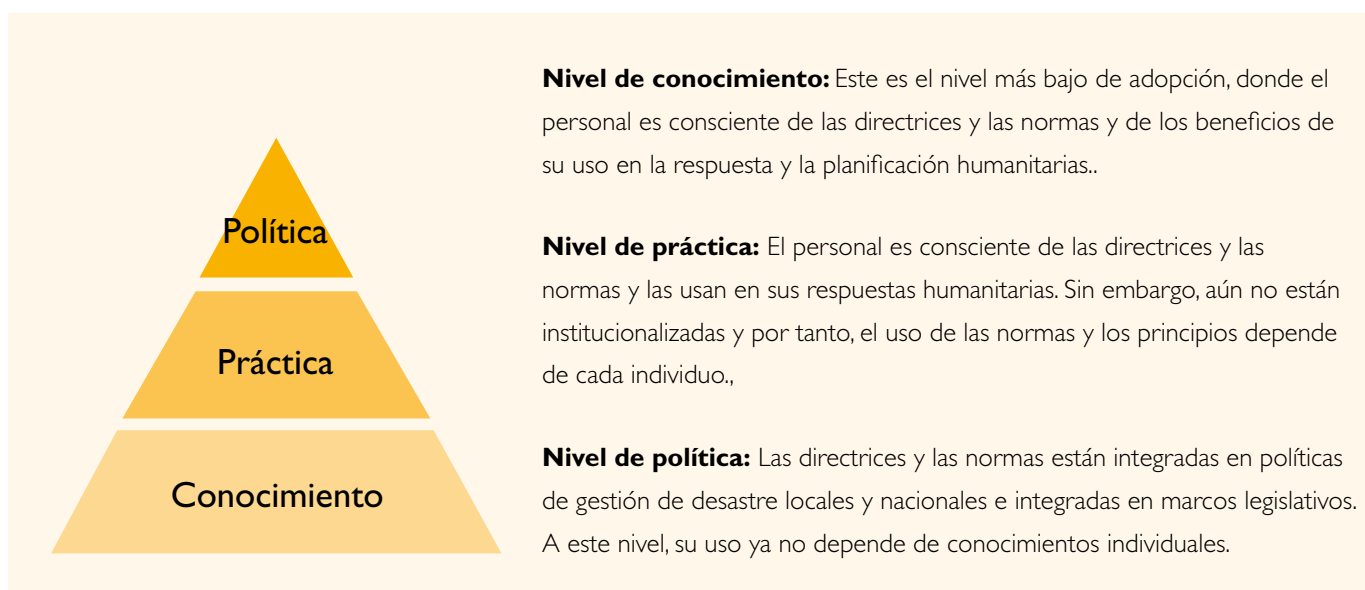 Política
Práctica
Conocimiento
Nivel de conocimiento: Este es el nivel más bajo de adopción, donde el
personal es consciente de las directrices y las normas y de los beneficios de
su uso en la respuesta y la planificación humanitarias..
Nivel de práctica: El personal es consciente de las directrices y las
normas y las usan en sus respuestas humanitarias. Sin embargo, aún no están
institucionalizadas y por tanto, el uso de las normas y los principios depende
de cada individuo.,
Nivel de política: Las directrices y las normas están integradas en políticas
de gestión de desastre locales y nacionales e integradas en marcos legislativos.
A este nivel, su uso ya no depende de conocimientos individuales.